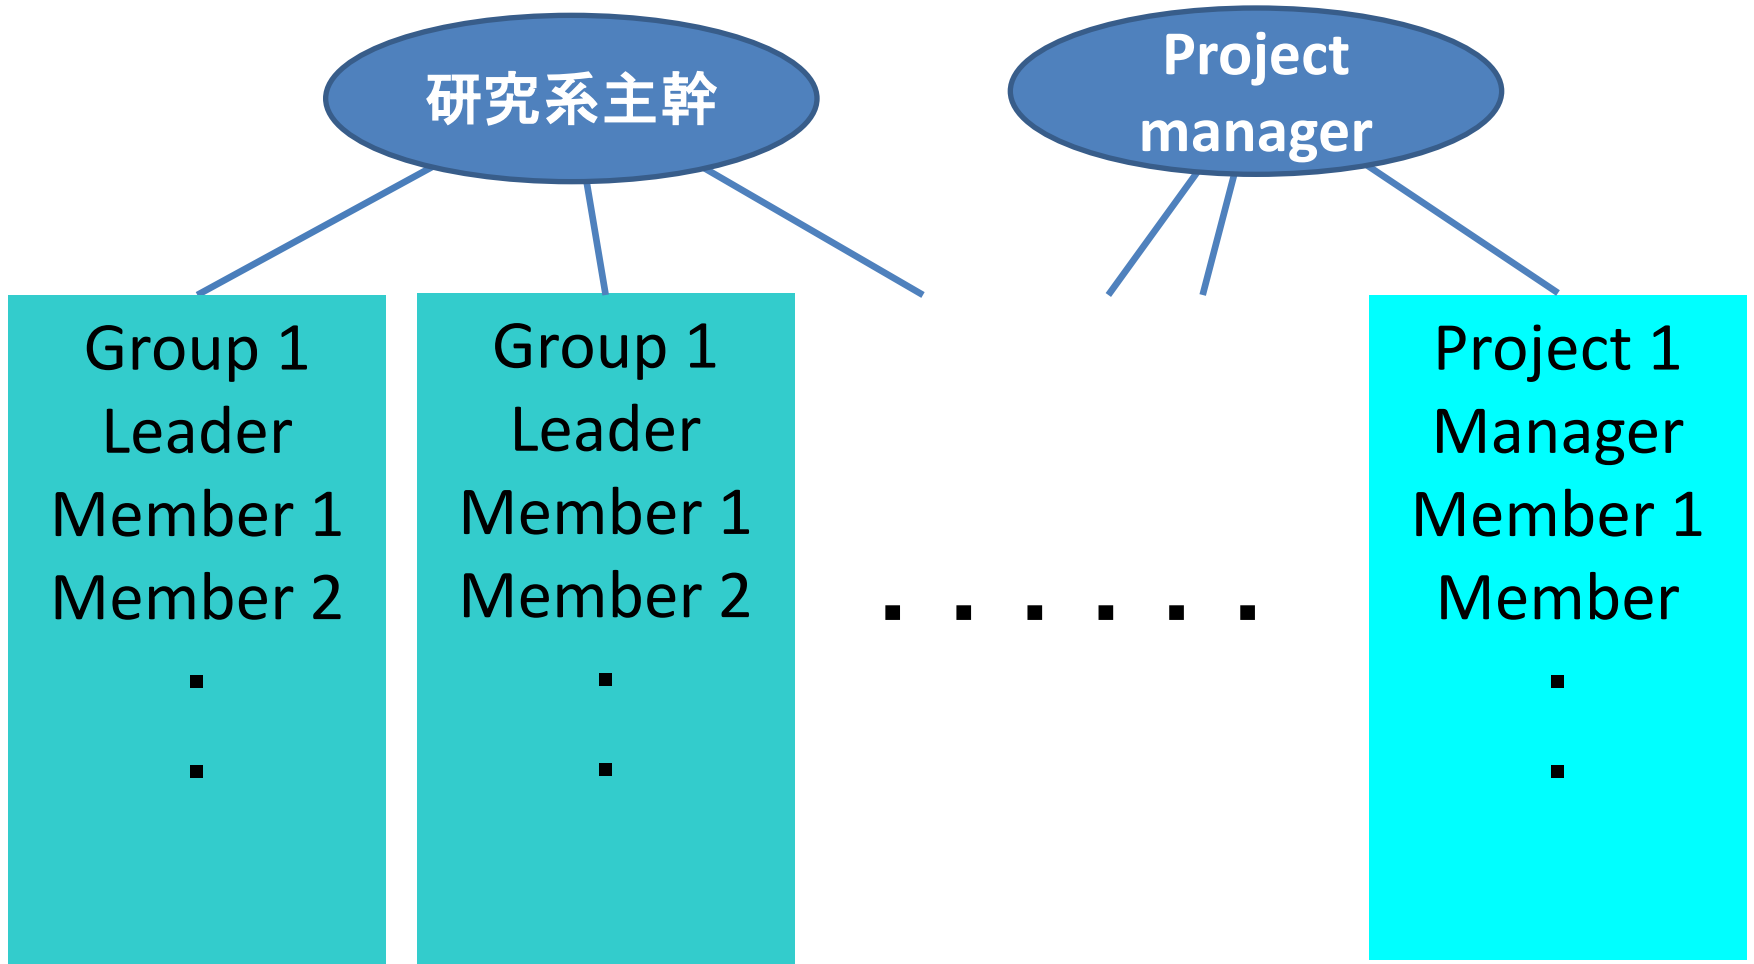 研究系主幹
Project
manager
Group 1
Leader
Member 1
Member 2
.
.
Group 1
Leader
Member 1
Member 2
.
.
. . . . . .
Project 1
Manager
Member 1
Member
.
.